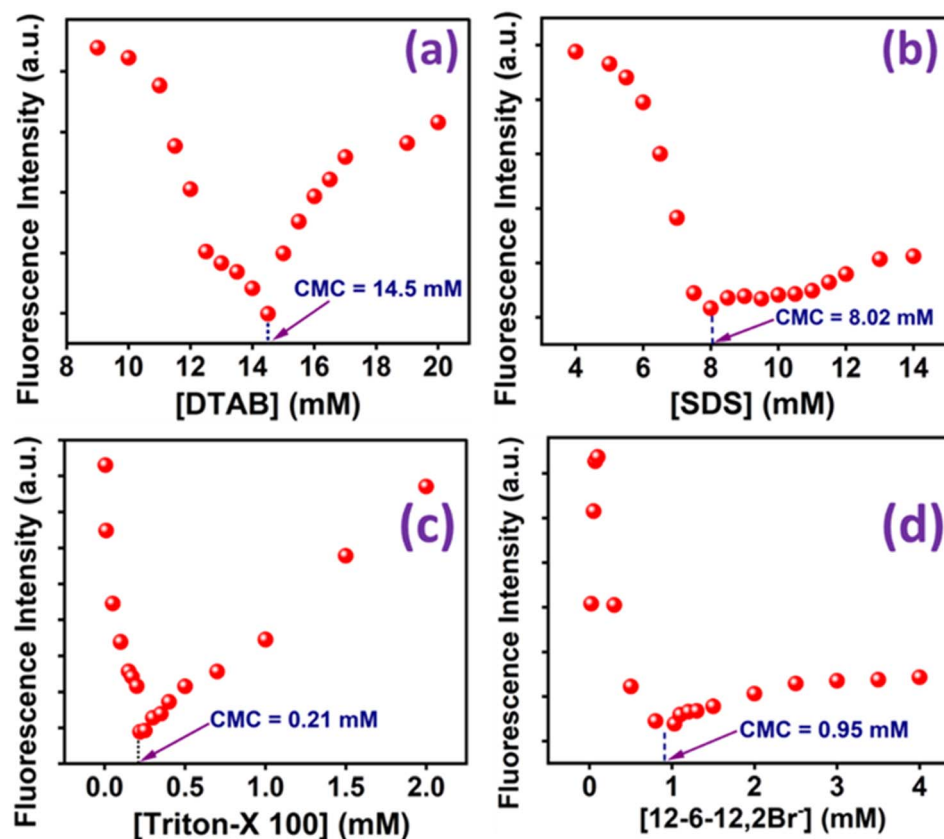 Fluorescence Intensity (a.u.)
(a)
CMC = 14.5 mM
8 10 12 14 16 18 20
[DTAB] (mM)
Fluorescence Intensity (a.u.)
(b)
CMC = 8.02 mM
4 6 8 10 12 14
[SDS] (mM)
Fluorescence Intensity (a.u.)
(c)
CMC = 0.21 mM
0.0 0.5 1.0 1.5 2.0
[Triton-X 100] (mM)
Fluorescence Intensity (a.u.)
(d)
CMC = 0.95 mM
0 1 2 3 4
[12-6-12,2Br⁻] (mM)